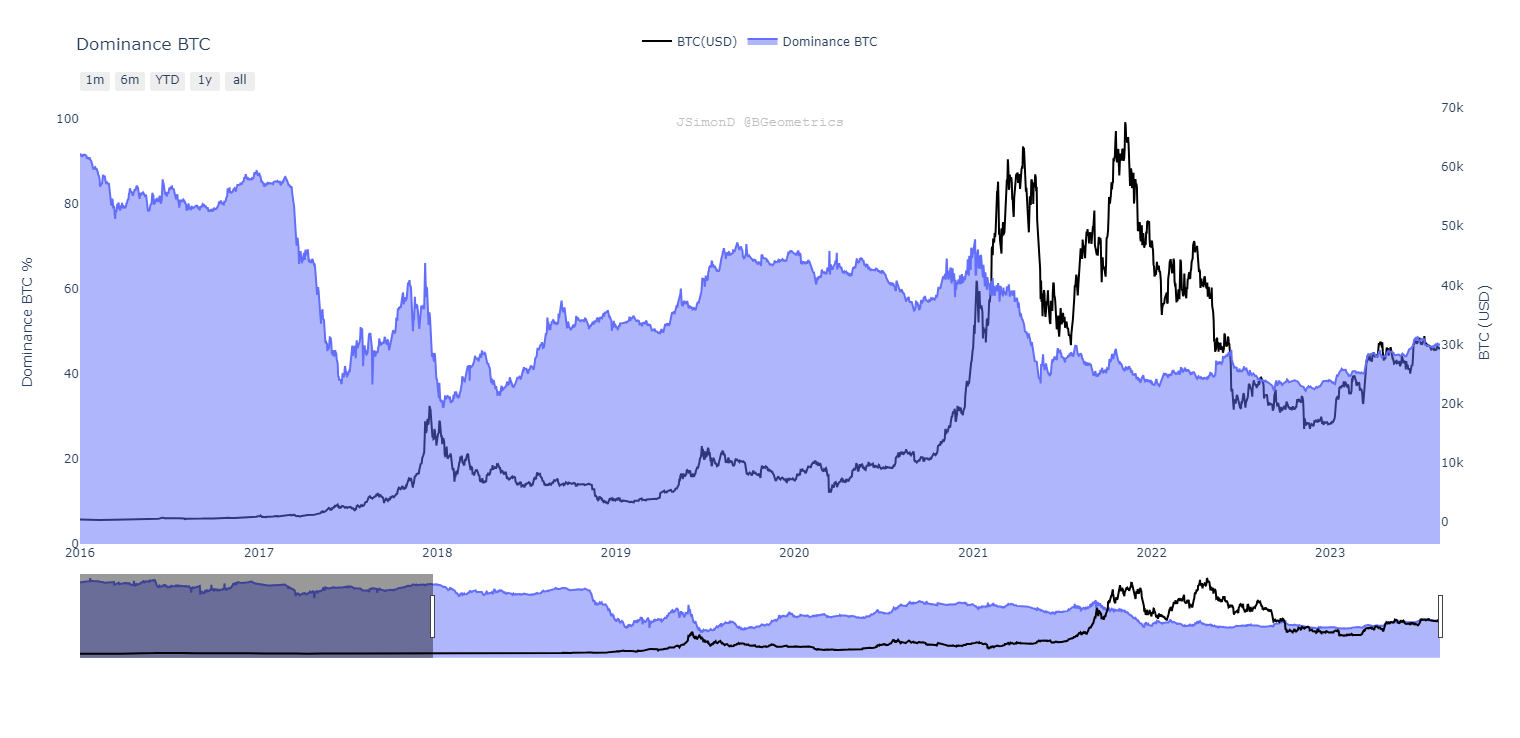 Dominance BTC
BTC(USD) Dominance BTC
1m 6m YTD 1y all
JSimonD @BGeometrics
100
80
60
40
20
0
Dominance BTC %
70k
60k
50k
40k
30k
20k
10k
0
BTC (USD)
2016 2017 2018 2019 2020 2021 2022 2023